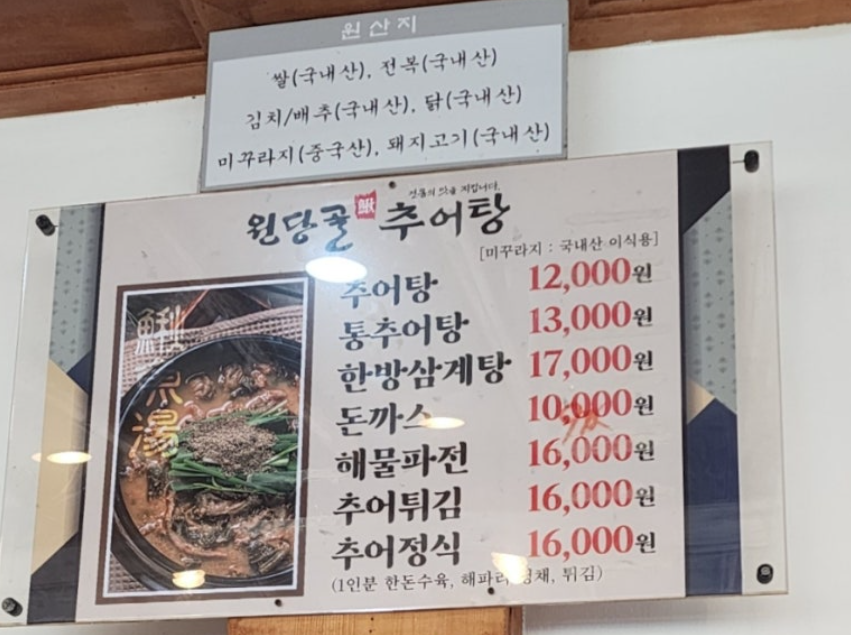 원산지
쌀(국내산), 전복(국내산)
김치/배추(국내산), 닭(국내산)
미꾸라지(중국산), 돼지고기(국내산)
전통의 맛을 지킵니다.
원당골 鰍 추어탕
[미꾸라지 : 국내산 이식용]
추어탕 12,000원
통추어탕 13,000원
한방삼계탕 17,000원
돈까스 10,000원
해물파전 16,000원
추어튀김 16,000원
추어정식 16,000원
(1인분 한돈수육, 해파리냉채, 튀김)
鰍
湯